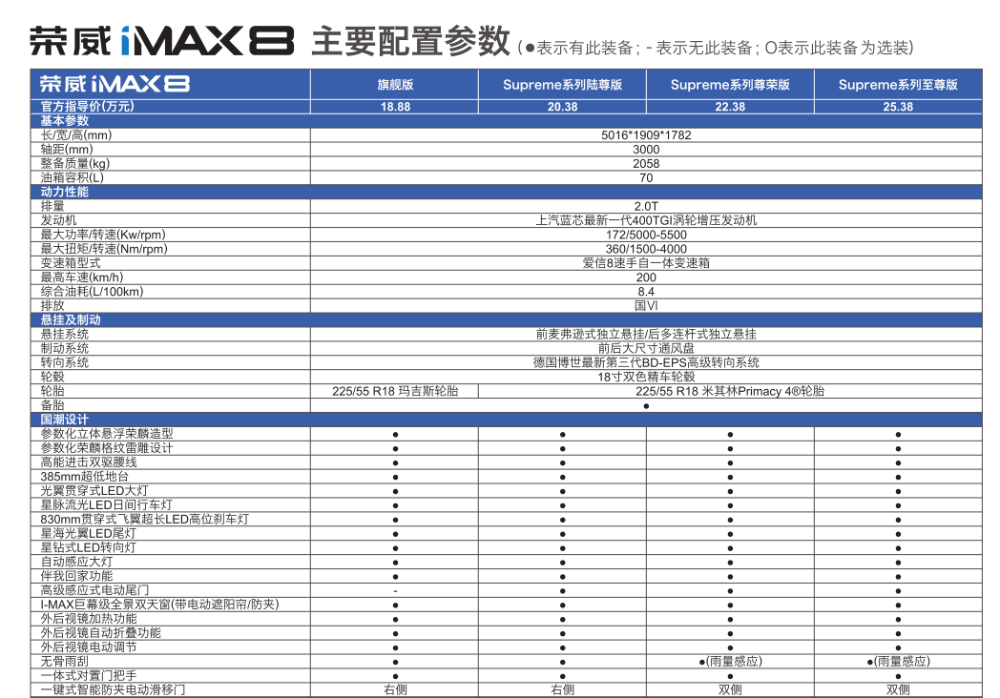 荣威 iMAX8 主要配置参数 (●表示有此装备; - 表示无此装备; O表示此装备为选装)
荣威 iMAX8 旗舰版 Supreme系列陆尊版 Supreme系列尊荣版 Supreme系列至尊版
官方指导价(万元) 18.88 20.38 22.38 25.38
基本参数
长/宽/高(mm) 5016*1909*1782
轴距(mm) 3000
整备质量(kg) 2058
油箱容积(L) 70
动力性能
排量 2.0T
发动机 上汽蓝芯最新一代400TGI涡轮增压发动机
最大功率/转速(Kw/rpm) 172/5000-5500
最大扭矩/转速(Nm/rpm) 360/1500-4000
变速箱型式 爱信8速手自一体变速箱
最高车速(km/h) 200
综合油耗(L/100km) 8.4
排放 国VI
悬挂及制动
悬挂系统 前麦弗逊式独立悬挂/后多连杆式独立悬挂
制动系统 前后大尺寸通风盘
转向系统 德国博世最新第三代BD-EPS高级转向系统
轮毂 18寸双色精车轮毂
轮胎 225/55 R18 玛吉斯轮胎 225/55 R18 米其林Primacy 4®轮胎
备胎 ●
国潮设计
参数化立体悬浮荣麟造型 ● ● ● ●
参数化荣麟格纹雷雕设计 ● ● ● ●
高能进击双驱腰线 ● ● ● ●
385mm超低地台 ● ● ● ●
光翼贯穿式LED大灯 ● ● ● ●
星脉流光LED日间行车灯 ● ● ● ●
830mm贯穿式飞翼超长LED高位刹车灯 ● ● ● ●
星海光翼LED尾灯 ● ● ● ●
星钻式LED转向灯 ● ● ● ●
自动感应大灯 ● ● ● ●
伴我回家功能 ● ● ● ●
高级感应式电动尾门 - ● ● ●
I-MAX巨幕级全景双天窗(带电动遮阳帘/防夹) ● ● ● ●
外后视镜加热功能 ● ● ● ●
外后视镜自动折叠功能 ● ● ● ●
外后视镜电动调节 ● ● ● ●
无骨雨刮 ● ● ●(雨量感应) ●(雨量感应)
一体式对置门把手 ● ● ● ●
一键式智能防夹电动滑移门 右侧 右侧 双侧 双侧